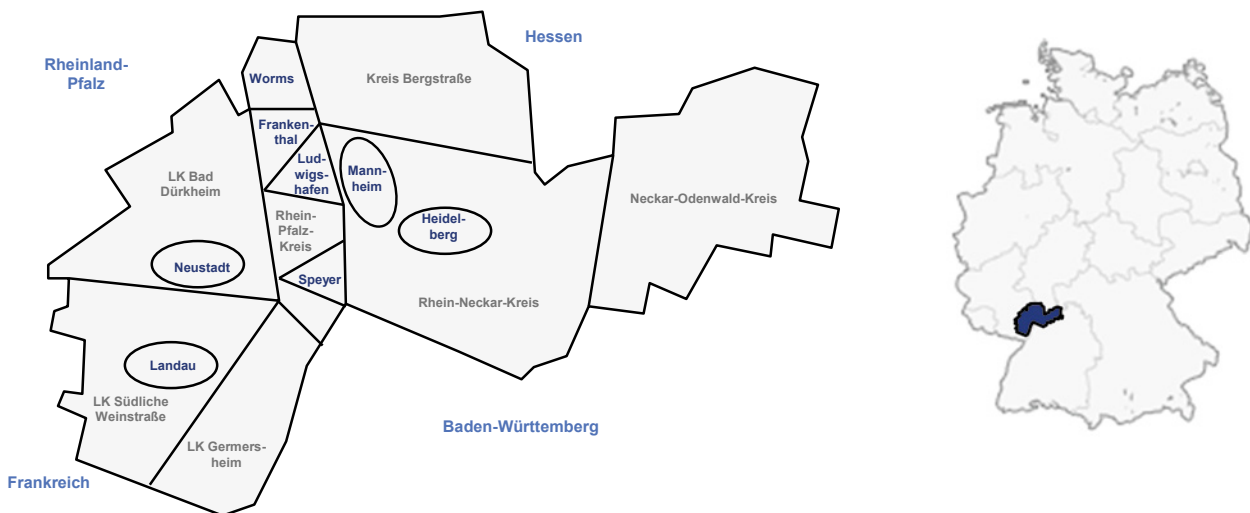 Hessen
Rheinland-
Pfalz
Worms
Kreis Bergstraße
Franken-
thal
Lud-
wigs-
hafen
Mann-
heim
LK Bad
Dürkheim
Neckar-Odenwald-Kreis
Rhein-
Pfalz-
Kreis
Heidel-
berg
Neustadt
Speyer
Rhein-Neckar-Kreis
Landau
LK Südliche
Weinstraße
Baden-Württemberg
LK Germers-
heim
Frankreich